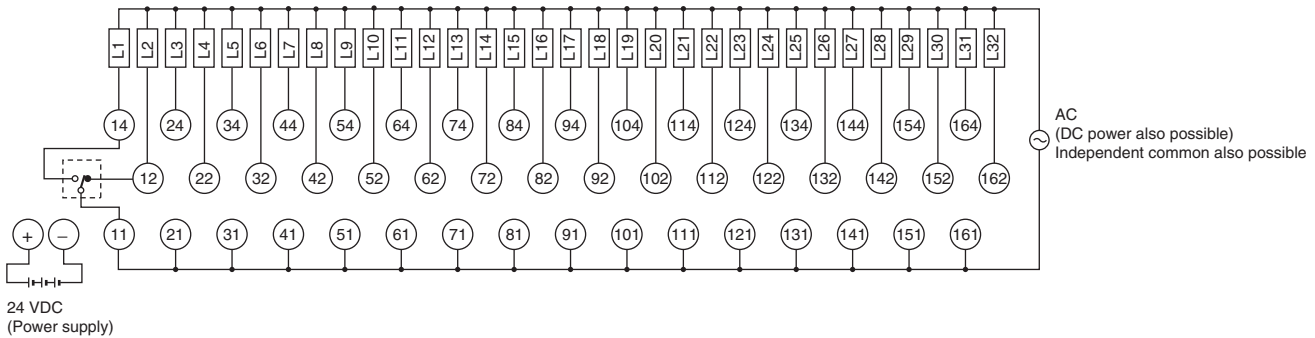 L1 L2 L3 L4 L5 L6 L7 L8 L9 L10 L11 L12 L13 L14 L15 L16 L17 L18 L19 L20 L21 L22 L23 L24 L25 L26 L27 L28 L29 L30 L31 L32
14 24 34 44 54 64 74 84 94 104 114 124 134 144 154 164
AC
(DC power also possible)
Independent common also possible
12 22 32 42 52 62 72 82 92 102 112 122 132 142 152 162
+ − 11 21 31 41 51 61 71 81 91 101 111 121 131 141 151 161
24 VDC
(Power supply)